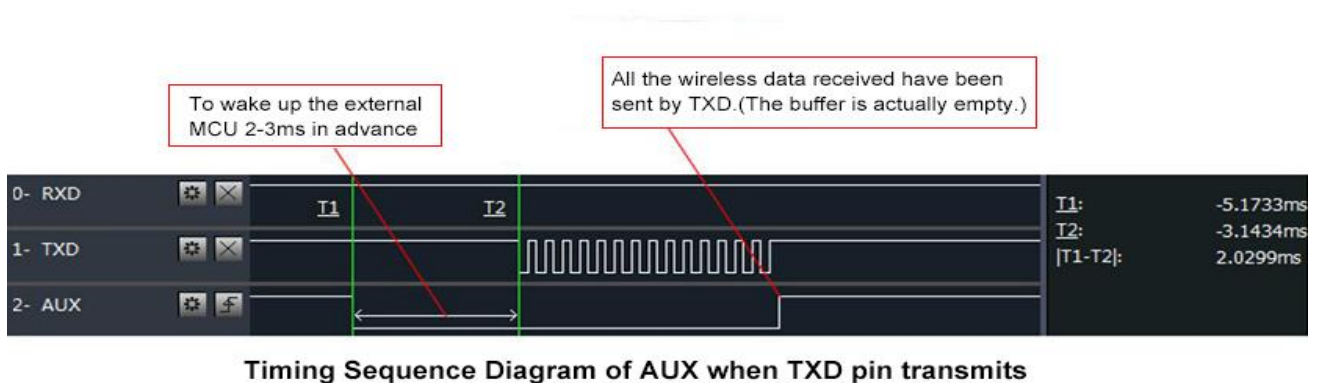 All the wireless data received have been
sent by TXD.(The buffer is actually empty.)
To wake up the external
MCU 2-3ms in advance
0- RXD
T1
T2
T1: -5.1733ms
T2: -3.1434ms
|T1-T2|: 2.0299ms
1- TXD
2- AUX
Timing Sequence Diagram of AUX when TXD pin transmits